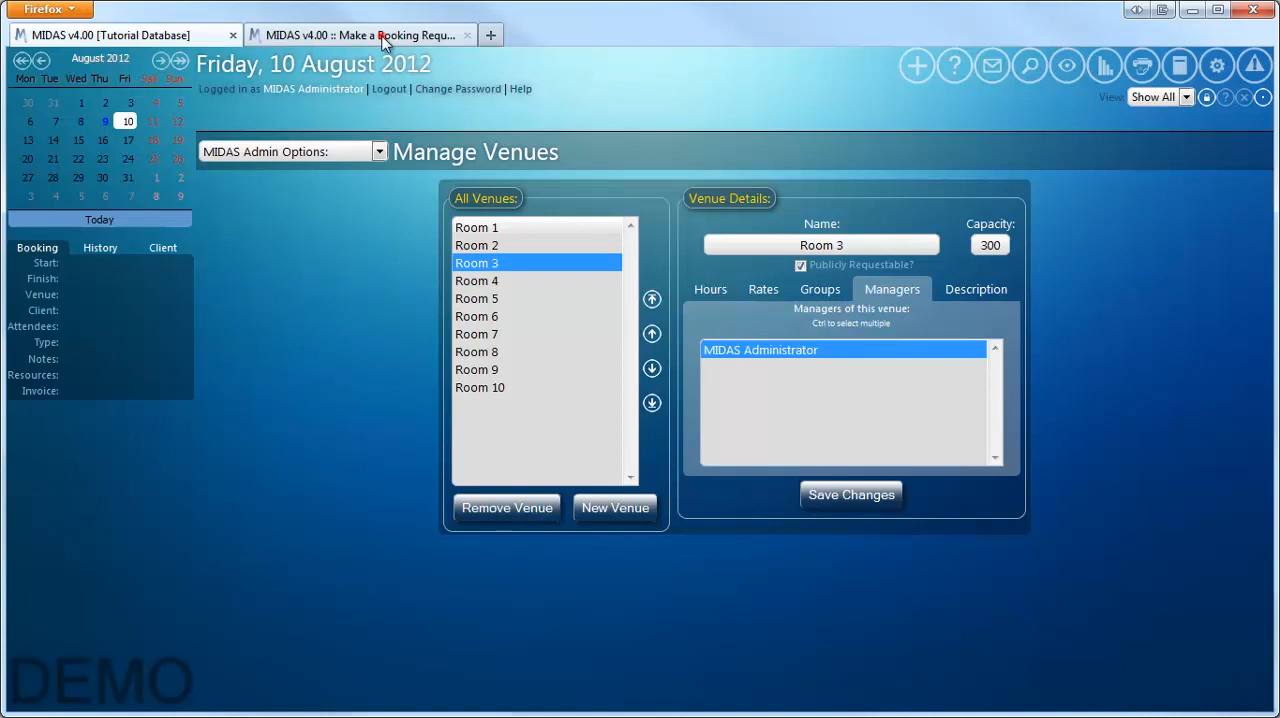 Firefox
MIDAS v4.00 [Tutorial Database]
MIDAS v4.00 :: Make a Booking Requ...
August 2012
Mon Tue Wed Thu Fri Sat Sun
30 31 1 2 3 4 5
6 7 8 9 10 11 12
13 14 15 16 17 18 19
20 21 22 23 24 25 26
27 28 29 30 31 1 2
3 4 5 6 7 8 9
Today
Friday, 10 August 2012
Logged in as MIDAS Administrator | Logout | Change Password | Help
View: Show All
MIDAS Admin Options:
Manage Venues
Booking History Client
Start:
Finish:
Venue:
Client:
Attendees:
Type:
Notes:
Resources:
Invoice:
All Venues:
Room 1
Room 2
Room 3
Room 4
Room 5
Room 6
Room 7
Room 8
Room 9
Room 10
Remove Venue
New Venue
Venue Details:
Name:
Capacity:
Room 3
300
Publicly Requestable?
Hours Rates Groups Managers Description
Managers of this venue:
Ctrl to select multiple
MIDAS Administrator
Save Changes
DEMO